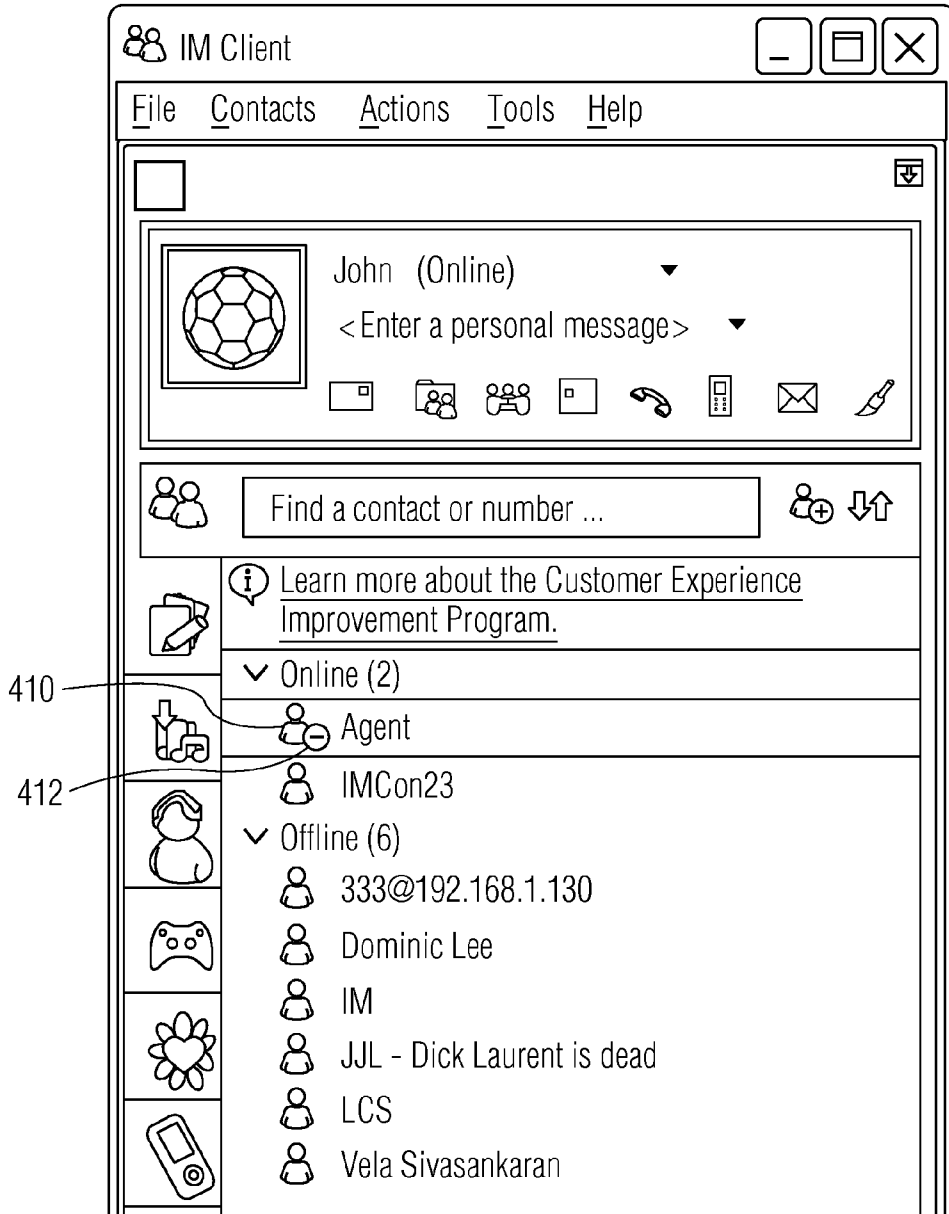 IM Client
File Contacts Actions Tools Help
John (Online)
<Enter a personal message>
Find a contact or number ...
Learn more about the Customer Experience
Improvement Program.
Online (2)
410
Agent
412
IMCon23
Offline (6)
333@192.168.1.130
Dominic Lee
IM
JJL - Dick Laurent is dead
LCS
Vela Sivasankaran